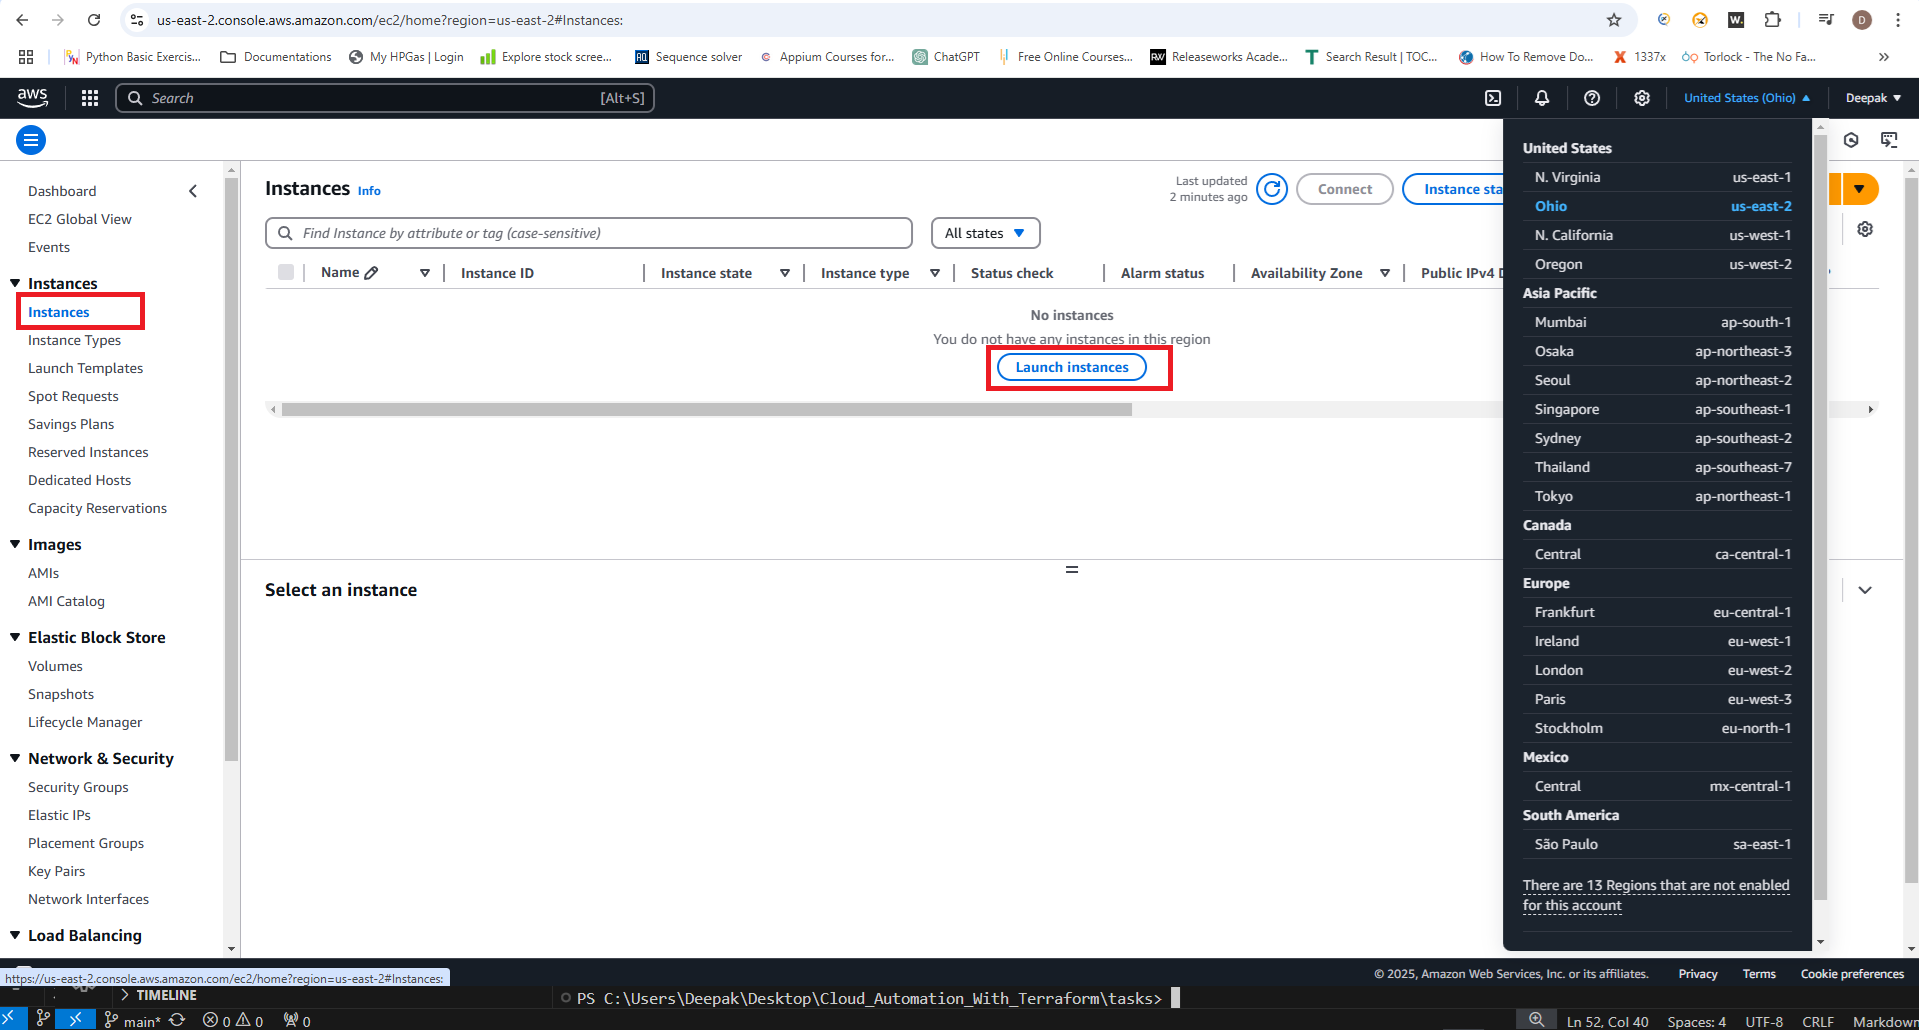 us-east-2.console.aws.amazon.com/ec2/home?region=us-east-2#Instances:
D
Python Basic Exercis... Documentations My HPGas | Login Explore stock scree... AQ Sequence solver Appium Courses for... ChatGPT Free Online Courses... RW Releaseworks Acade... Search Result | TOC... How To Remove Do... 1337x Torlock - The No Fa... »
aws Search [Alt+S] United States (Ohio) Deepak
Dashboard
EC2 Global View
Events
Instances
Instances
Instance Types
Launch Templates
Spot Requests
Savings Plans
Reserved Instances
Dedicated Hosts
Capacity Reservations
Images
AMIs
AMI Catalog
Elastic Block Store
Volumes
Snapshots
Lifecycle Manager
Network & Security
Security Groups
Elastic IPs
Placement Groups
Key Pairs
Network Interfaces
Load Balancing
Instances Info
Last updated
2 minutes ago
Connect Instance sta
Find Instance by attribute or tag (case-sensitive) All states
Name Instance ID Instance state Instance type Status check Alarm status Availability Zone Public IPv4 D
No instances
You do not have any instances in this region
Launch instances
Select an instance
United States
N. Virginia us-east-1
Ohio us-east-2
N. California us-west-1
Oregon us-west-2
Asia Pacific
Mumbai ap-south-1
Osaka ap-northeast-3
Seoul ap-northeast-2
Singapore ap-southeast-1
Sydney ap-southeast-2
Thailand ap-southeast-7
Tokyo ap-northeast-1
Canada
Central ca-central-1
Europe
Frankfurt eu-central-1
Ireland eu-west-1
London eu-west-2
Paris eu-west-3
Stockholm eu-north-1
Mexico
Central mx-central-1
South America
São Paulo sa-east-1
There are 13 Regions that are not enabled
for this account
© 2025, Amazon Web Services, Inc. or its affiliates. Privacy Terms Cookie preferences
https://us-east-2.console.aws.amazon.com/ec2/home?region=us-east-2#Instances:
TIMELINE
PS C:\Users\Deepak\Desktop\Cloud_Automation_With_Terraform\tasks>
main* 0 0 0 Ln 52, Col 40 Spaces: 4 UTF-8 CRLF Markdown